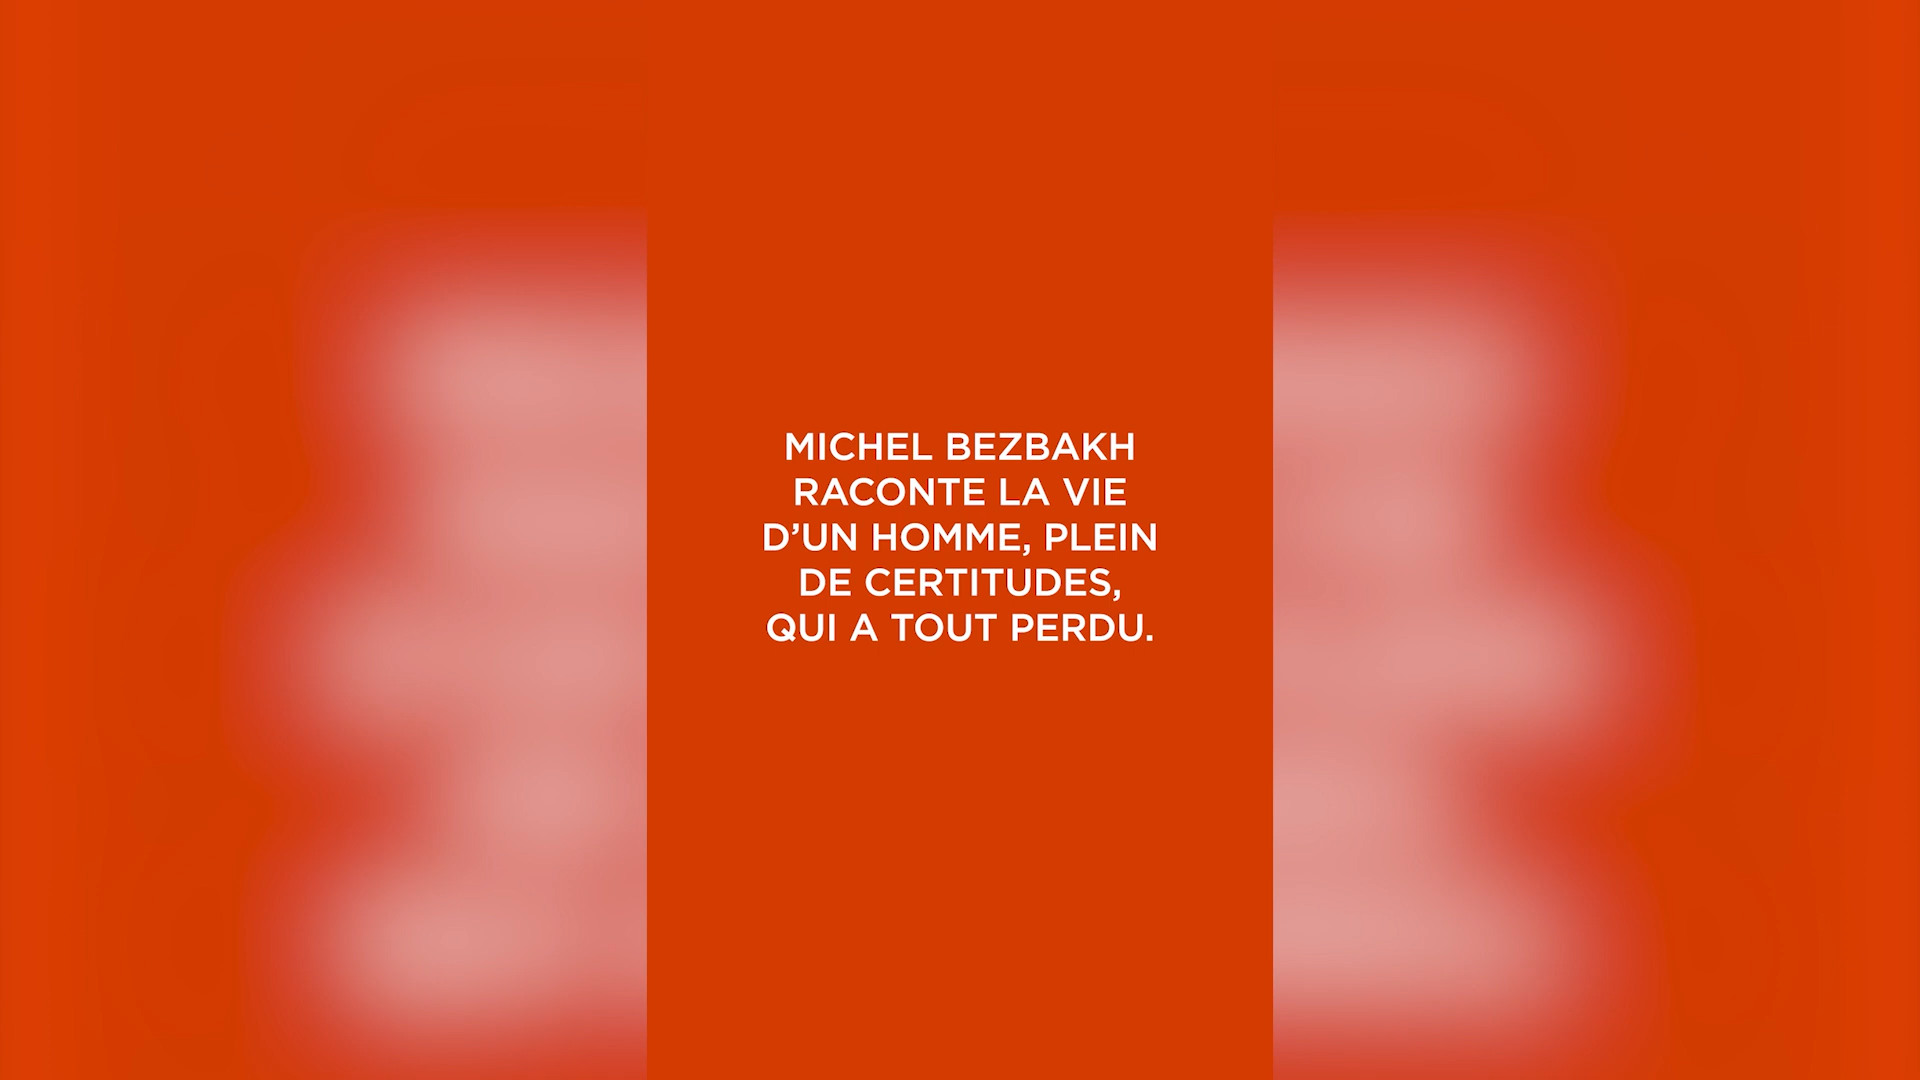 MICHEL BEZBAKH
RACONTE LA VIE
D’UN HOMME, PLEIN
DE CERTITUDES,
QUI A TOUT PERDU.